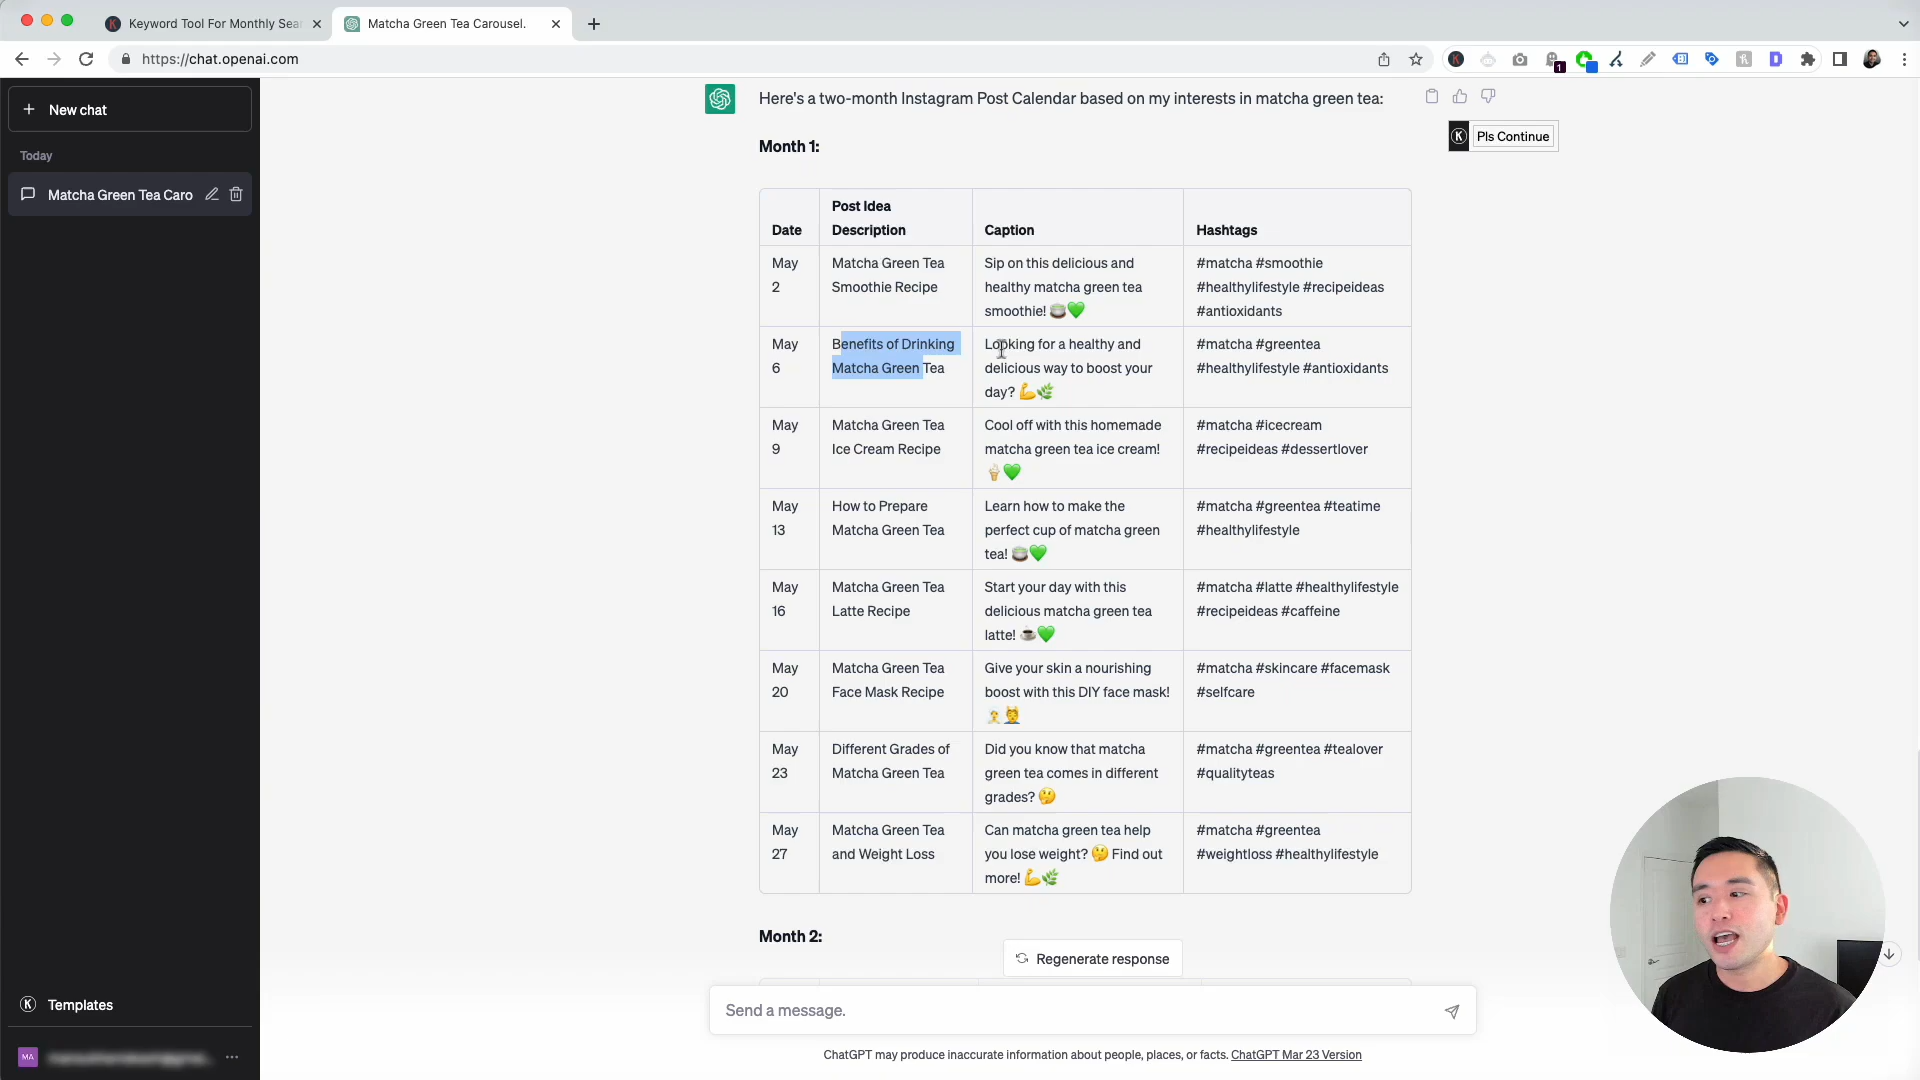 Keyword Tool For Monthly Sea
Matcha Green Tea Carousel.
https://chat.openai.com
1
New chat
Today
Matcha Green Tea Caro
Here's a two-month Instagram Post Calendar based on my interests in matcha green tea:
K Pls Continue
Month 1:
Date
Post Idea
Description
Caption
Hashtags
May
2
Matcha Green Tea
Smoothie Recipe
Sip on this delicious and
healthy matcha green tea
smoothie! 🍵💚
#matcha #smoothie
#healthylifestyle #recipeideas
#antioxidants
May
6
Benefits of Drinking
Matcha Green Tea
Looking for a healthy and
delicious way to boost your
day? 💪🌿
#matcha #greentea
#healthylifestyle #antioxidants
May
9
Matcha Green Tea
Ice Cream Recipe
Cool off with this homemade
matcha green tea ice cream!
🍦💚
#matcha #icecream
#recipeideas #dessertlover
May
13
How to Prepare
Matcha Green Tea
Learn how to make the
perfect cup of matcha green
tea! 🍵💚
#matcha #greentea #teatime
#healthylifestyle
May
16
Matcha Green Tea
Latte Recipe
Start your day with this
delicious matcha green tea
latte! ☕💚
#matcha #latte #healthylifestyle
#recipeideas #caffeine
May
20
Matcha Green Tea
Face Mask Recipe
Give your skin a nourishing
boost with this DIY face mask!
#matcha #skincare #facemask
#selfcare
May
23
Different Grades of
Matcha Green Tea
Did you know that matcha
green tea comes in different
grades? 🤔
#matcha #greentea #tealover
#qualityteas
May
27
Matcha Green Tea
and Weight Loss
Can matcha green tea help
you lose weight? 🤔 Find out
more! 💪🌿
#matcha #greentea
#weightloss #healthylifestyle
Month 2:
Regenerate response
Send a message.
ChatGPT may produce inaccurate information about people, places, or facts. ChatGPT Mar 23 Version
K Templates
MA